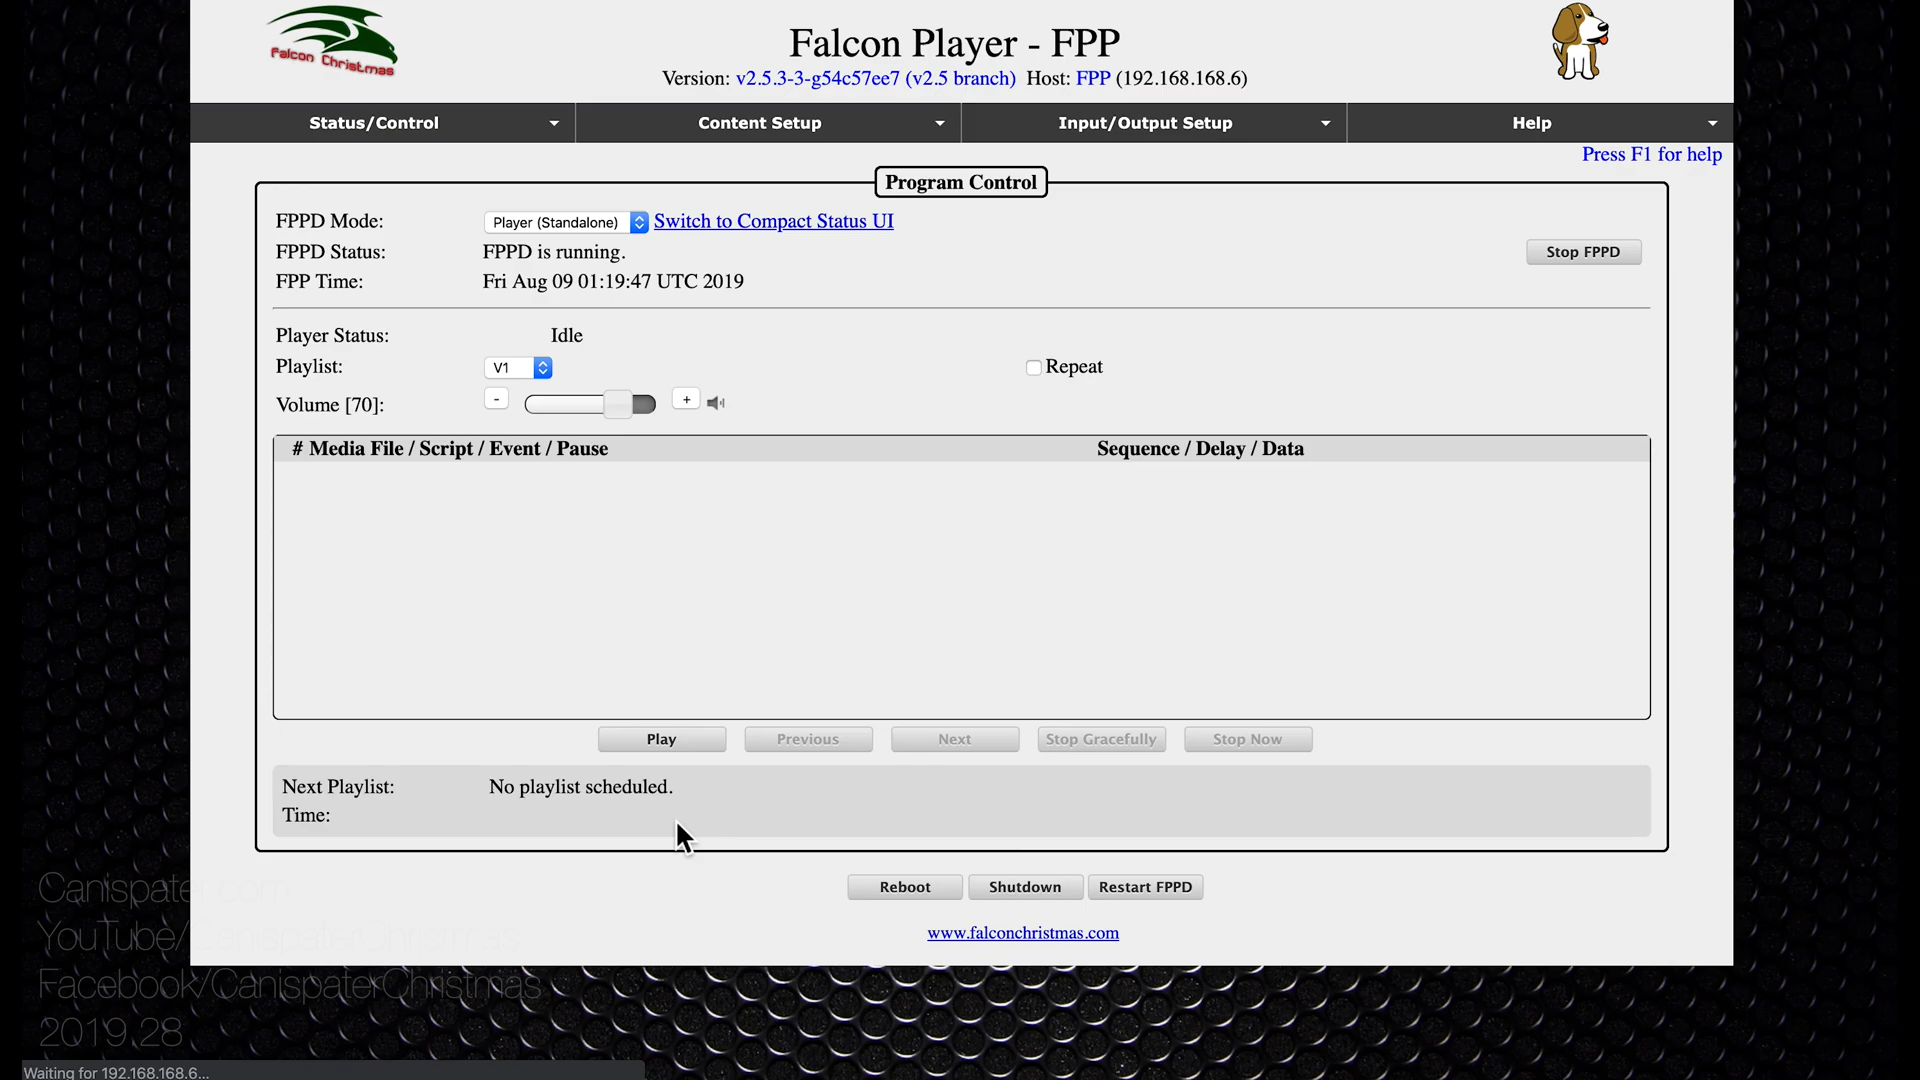 Falcon Christmas
Falcon Player - FPP
Version: v2.5.3-3-g54c57ee7 (v2.5 branch) Host: FPP (192.168.168.6)
Status/Control Content Setup Input/Output Setup Help
Press F1 for help
Program Control
FPPD Mode: Player (Standalone) Switch to Compact Status UI
FPPD Status: FPPD is running. Stop FPPD
FPP Time: Fri Aug 09 01:19:47 UTC 2019
Player Status: Idle
Playlist: V1 Repeat
Volume [70]: - +
# Media File / Script / Event / Pause Sequence / Delay / Data
Play Previous Next Stop Gracefully Stop Now
Next Playlist: No playlist scheduled.
Time:
Reboot Shutdown Restart FPPD
www.falconchristmas.com
Canispater.com
YouTube/CanispaterChristmas
Facebook/CanispaterChristmas
2019.28
Waiting for 192.168.168.6...